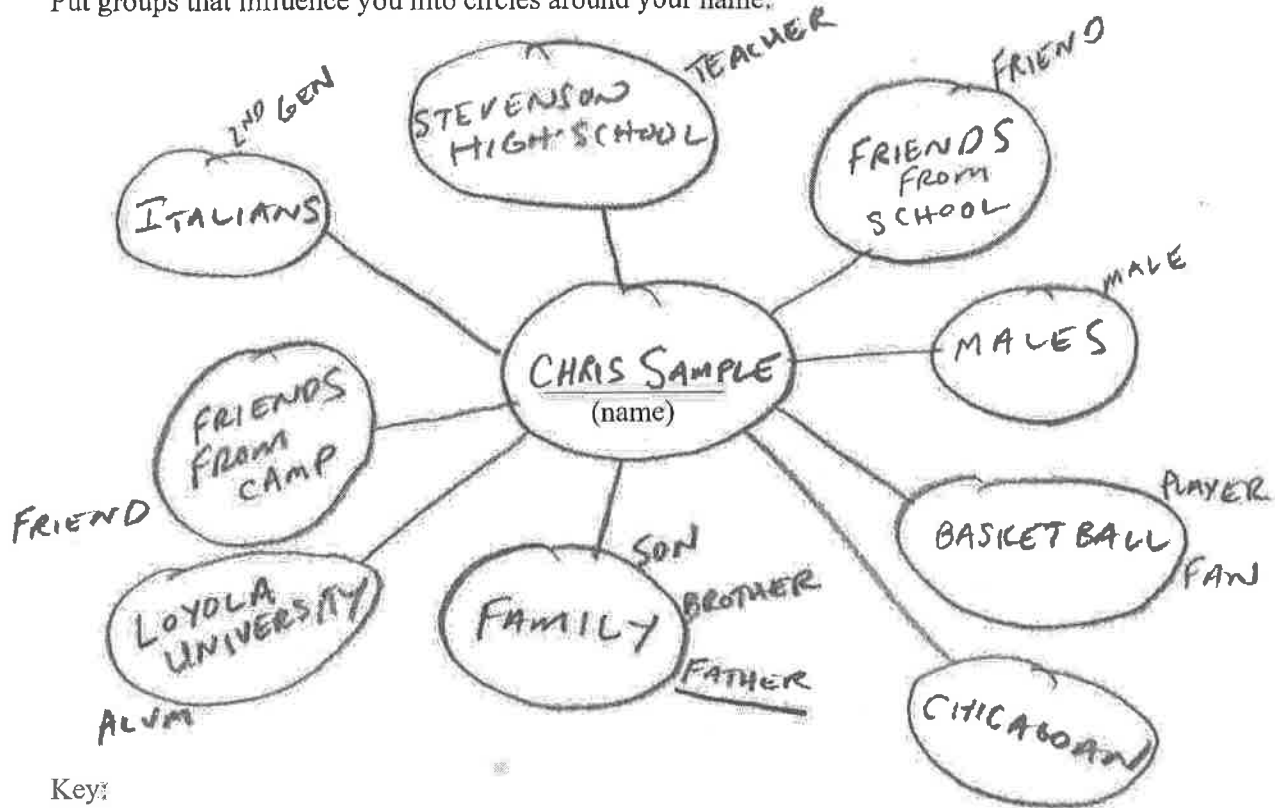 Put groups that influence you into circles around your name.
2ND GEN
ITALIANS
TEACHER
STEVENSON
HIGH SCHOOL
FRIEND
FRIENDS
FROM
SCHOOL
MALE
MALES
CHRIS SAMPLE
(name)
FRIENDS
FROM
CAMP
FRIEND
PLAYER
BASKETBALL
FAN
LOYOLA
UNIVERSITY
ALUM
SON
FAMILY
BROTHER
FATHER
CHICAGOAN
Key: